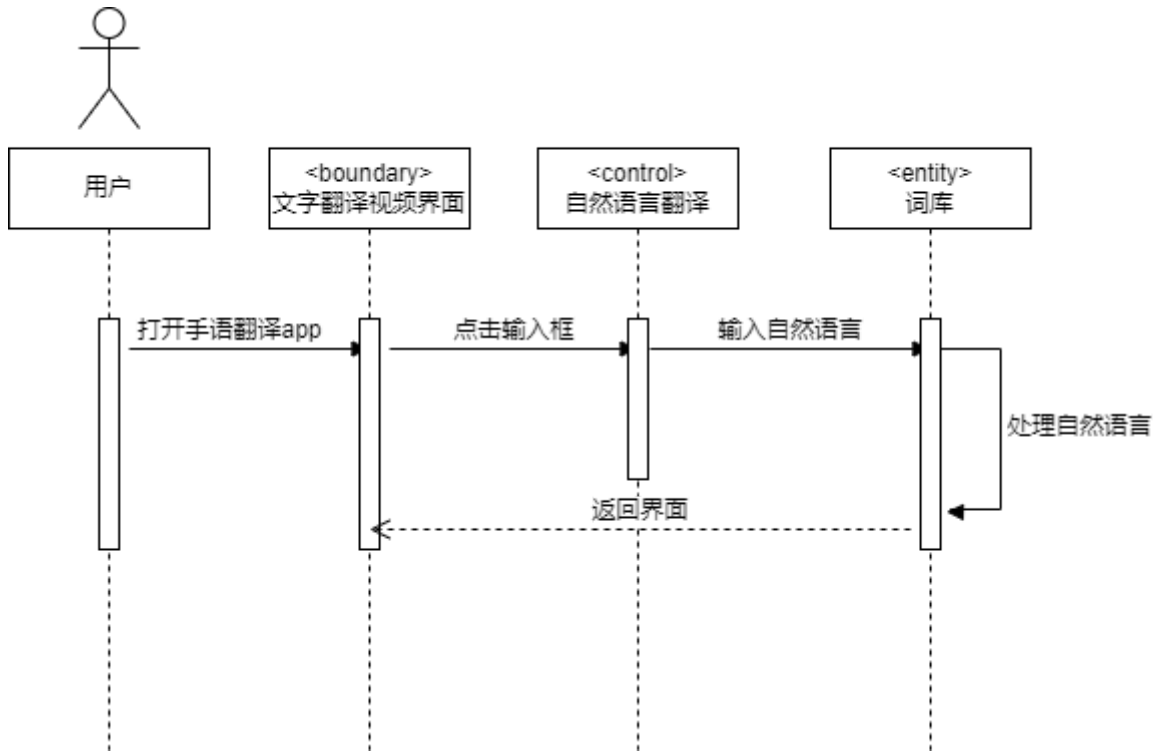 用户
<boundary>
文字翻译视频界面
<control>
自然语言翻译
<entity>
词库
打开手语翻译app
点击输入框
输入自然语言
处理自然语言
返回界面